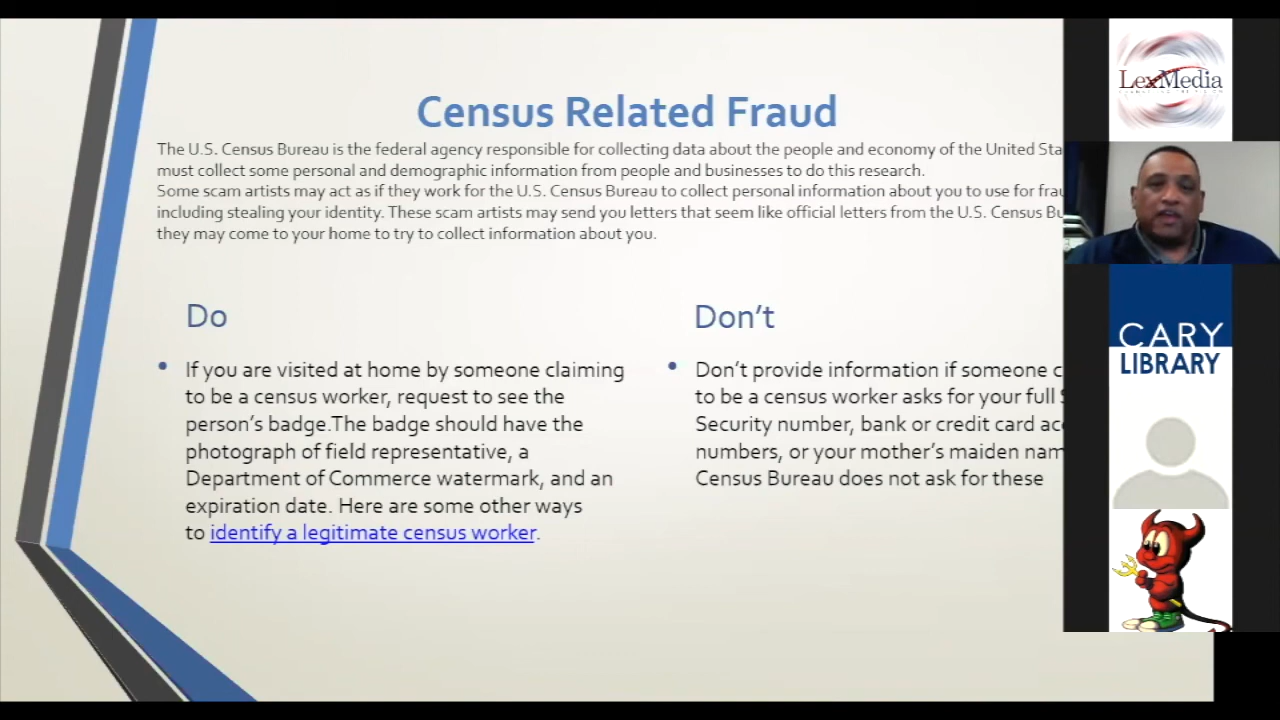 Census Related Fraud
The U.S. Census Bureau is the federal agency responsible for collecting data about the people and economy of the United Sta
must collect some personal and demographic information from people and businesses to do this research.
Some scam artists may act as if they work for the U.S. Census Bureau to collect personal information about you to use for frau
including stealing your identity. These scam artists may send you letters that seem like official letters from the U.S. Census Bu
they may come to your home to try to collect information about you.
Do
• If you are visited at home by someone claiming
to be a census worker, request to see the
person's badge.The badge should have the
photograph of field representative, a
Department of Commerce watermark, and an
expiration date. Here are some other ways
to identify a legitimate census worker.
Don't
• Don't provide information if someone c
to be a census worker asks for your full
Security number, bank or credit card acc
numbers, or your mother's maiden nam
Census Bureau does not ask for these
LexMedia
CARY
LIBRARY